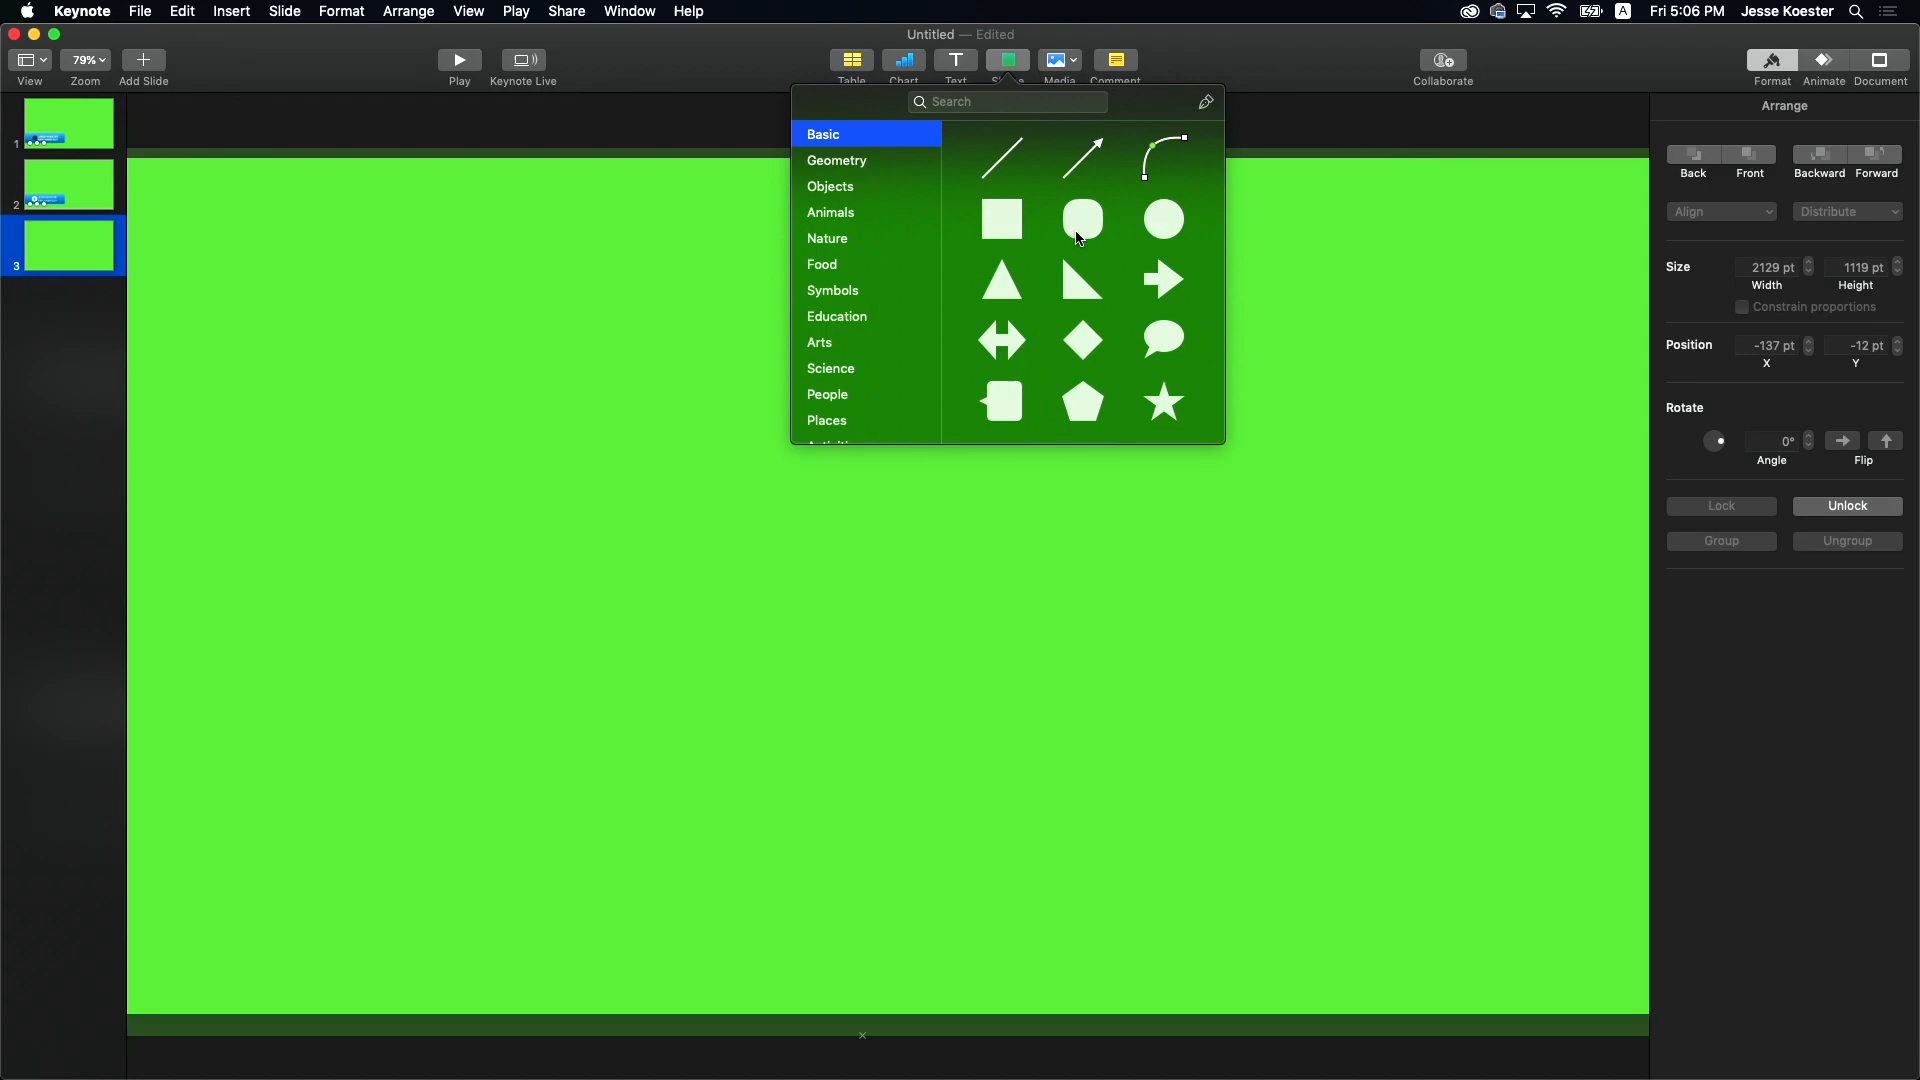 Keynote File Edit Insert Slide Format Arrange View Play Share Window Help
A Fri 5:06 PM Jesse Koester
Untitled — Edited
79%
View Zoom Add Slide Play Keynote Live Table Chart Text Media Comment Collaborate Format Animate Document
Search
Arrange
Basic
Geometry
Objects
Animals
Nature
Food
Symbols
Education
Arts
Science
People
Places
1
2
3
Back Front Backward Forward
Align Distribute
Size 2129 pt 1119 pt
Width Height
Constrain proportions
Position -137 pt -12 pt
X Y
Rotate
0°
Angle Flip
Lock Unlock
Group Ungroup